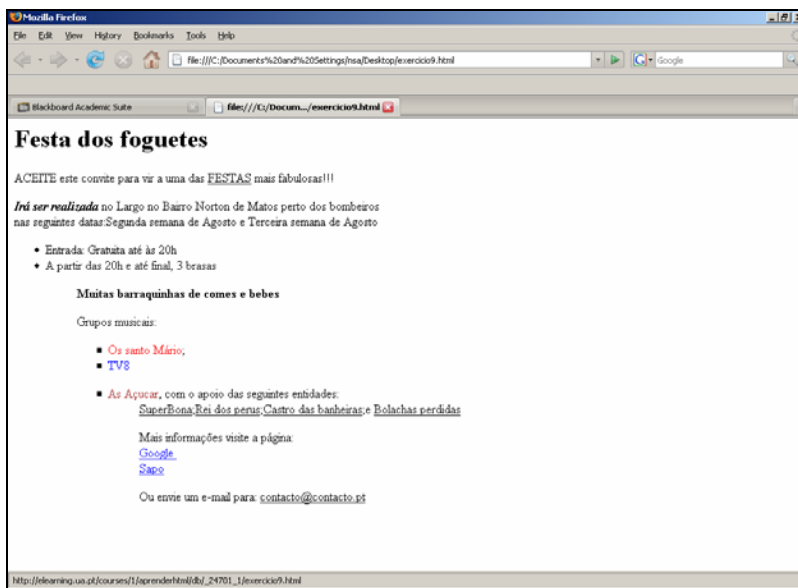 Mozilla Firefox
File Edit View History Bookmarks Tools Help
file:///C:/Documents%20and%20Settings/nsa/Desktop/exercicio9.html
Google
Blackboard Academic Suite
file:///C:/Docum.../exercicio9.html
Festa dos foguetes
ACEITE este convite para vir a uma das FESTAS mais fabulosas!!!
Irá ser realizada no Largo no Bairro Norton de Matos perto dos bombeiros
nas seguintes datas:Segunda semana de Agosto e Terceira semana de Agosto
Entrada: Gratuita até às 20h
A partir das 20h e até final, 3 brasas
Muitas barraquinhas de comes e bebes
Grupos musicais:
Os santo Mário;
TV8
As Açucar, com o apoio das seguintes entidades:
SuperBona;Rei dos perus;Castro das banheiras;e Bolachas perdidas
Mais informações visite a página:
Google
Sapo
Ou envie um e-mail para: contacto@contacto.pt
http://elearning.ua.pt/courses/1/aprenderhtml/db/_24701_1/exercicio9.html